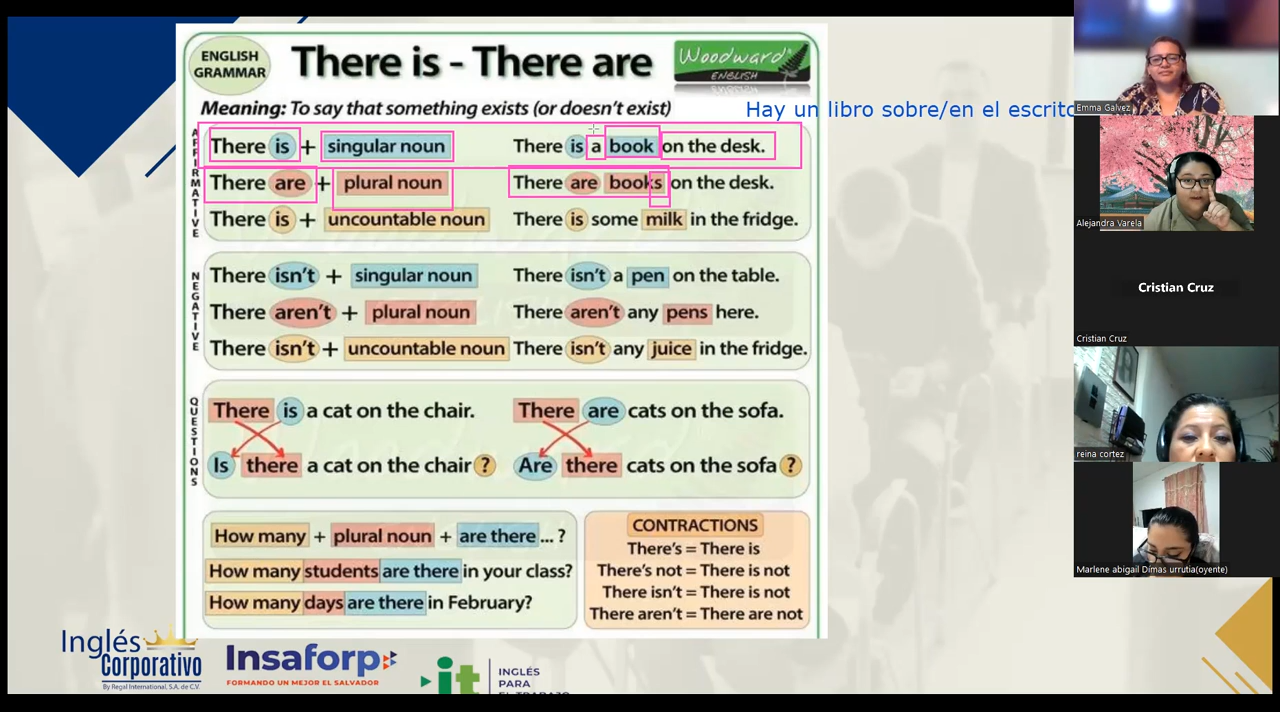 ENGLISH
GRAMMAR
There is - There are
Woodward
ENGLISH
Meaning: To say that something exists (or doesn't exist)
Hay un libro sobre/en el escrito
AFFIRMATIVE
There is + singular noun There is a book on the desk.
There are + plural noun There are books on the desk.
There is + uncountable noun There is some milk in the fridge.
NEGATIVE
There isn't + singular noun There isn't a pen on the table.
There aren't + plural noun There aren't any pens here.
There isn't + uncountable noun There isn't any juice in the fridge.
QUESTIONS
There is a cat on the chair. There are cats on the sofa.
Is there a cat on the chair ? Are there cats on the sofa ?
How many + plural noun + are there ... ?
How many students are there in your class?
How many days are there in February?
CONTRACTIONS
There's = There is
There's not = There is not
There isn't = There is not
There aren't = There are not
Inglés
Corporativo
By Regal International, S.A. de C.V.
Insaforp
FORMANDO UN MEJOR EL SALVADOR
it
INGLÉS
PARA
EL TRABAJO
Emma Galvez
Alejandra Varela
Cristian Cruz
Cristian Cruz
reina cortez
Marlene abigail Dimas urrutia(oyente)